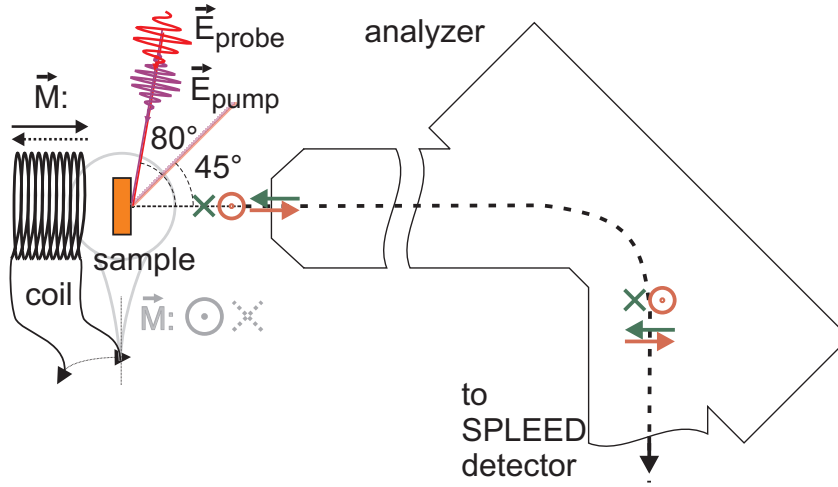 E probe
analyzer
E pump
M:
80°
45°
sample
coil
M:
to
SPLEED
detector